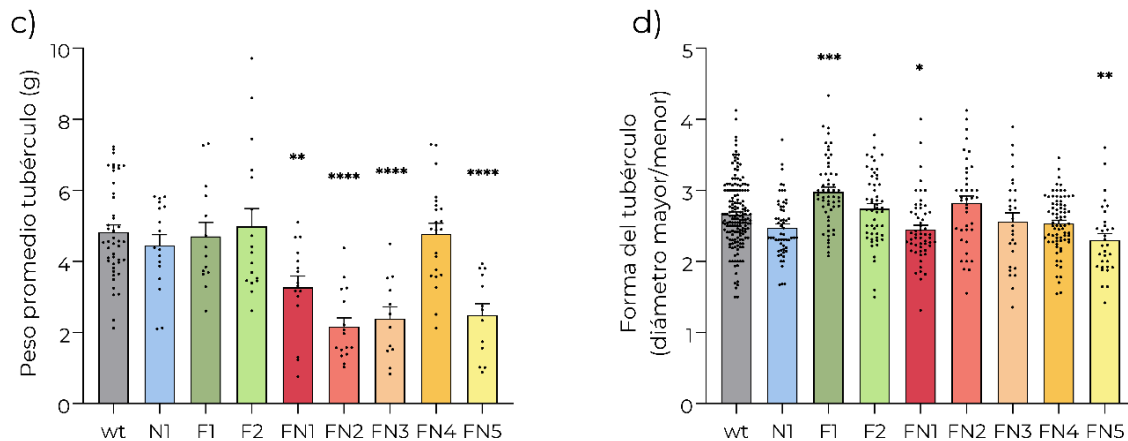 c)
Peso promedio tubérculo (g)
10
8
6
4
2
0
** **** **** ****
wt N1 F1 F2 FN1 FN2 FN3 FN4 FN5
d)
Forma del tubérculo
(diámetro mayor/menor)
5
4
3
2
1
0
*** * **
wt N1 F1 F2 FN1 FN2 FN3 FN4 FN5